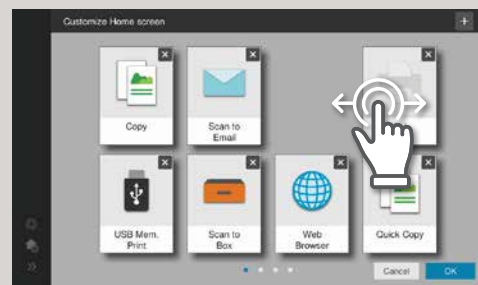 Customize Home screen
Copy
Scan to
Email
USB Mem.
Print
Scan to
Box
Web
Browser
Quick Copy
Cancel
OK